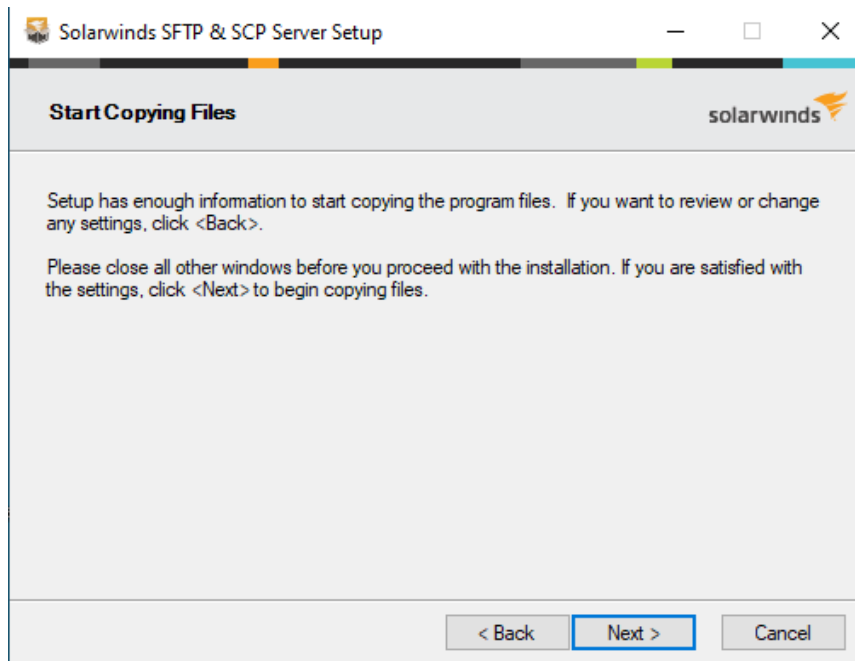 Solarwinds SFTP & SCP Server Setup
Start Copying Files
solarwinds
Setup has enough information to start copying the program files.  If you want to review or change
any settings, click <Back>.
Please close all other windows before you proceed with the installation. If you are satisfied with
the settings, click <Next> to begin copying files.
< Back
Next >
Cancel